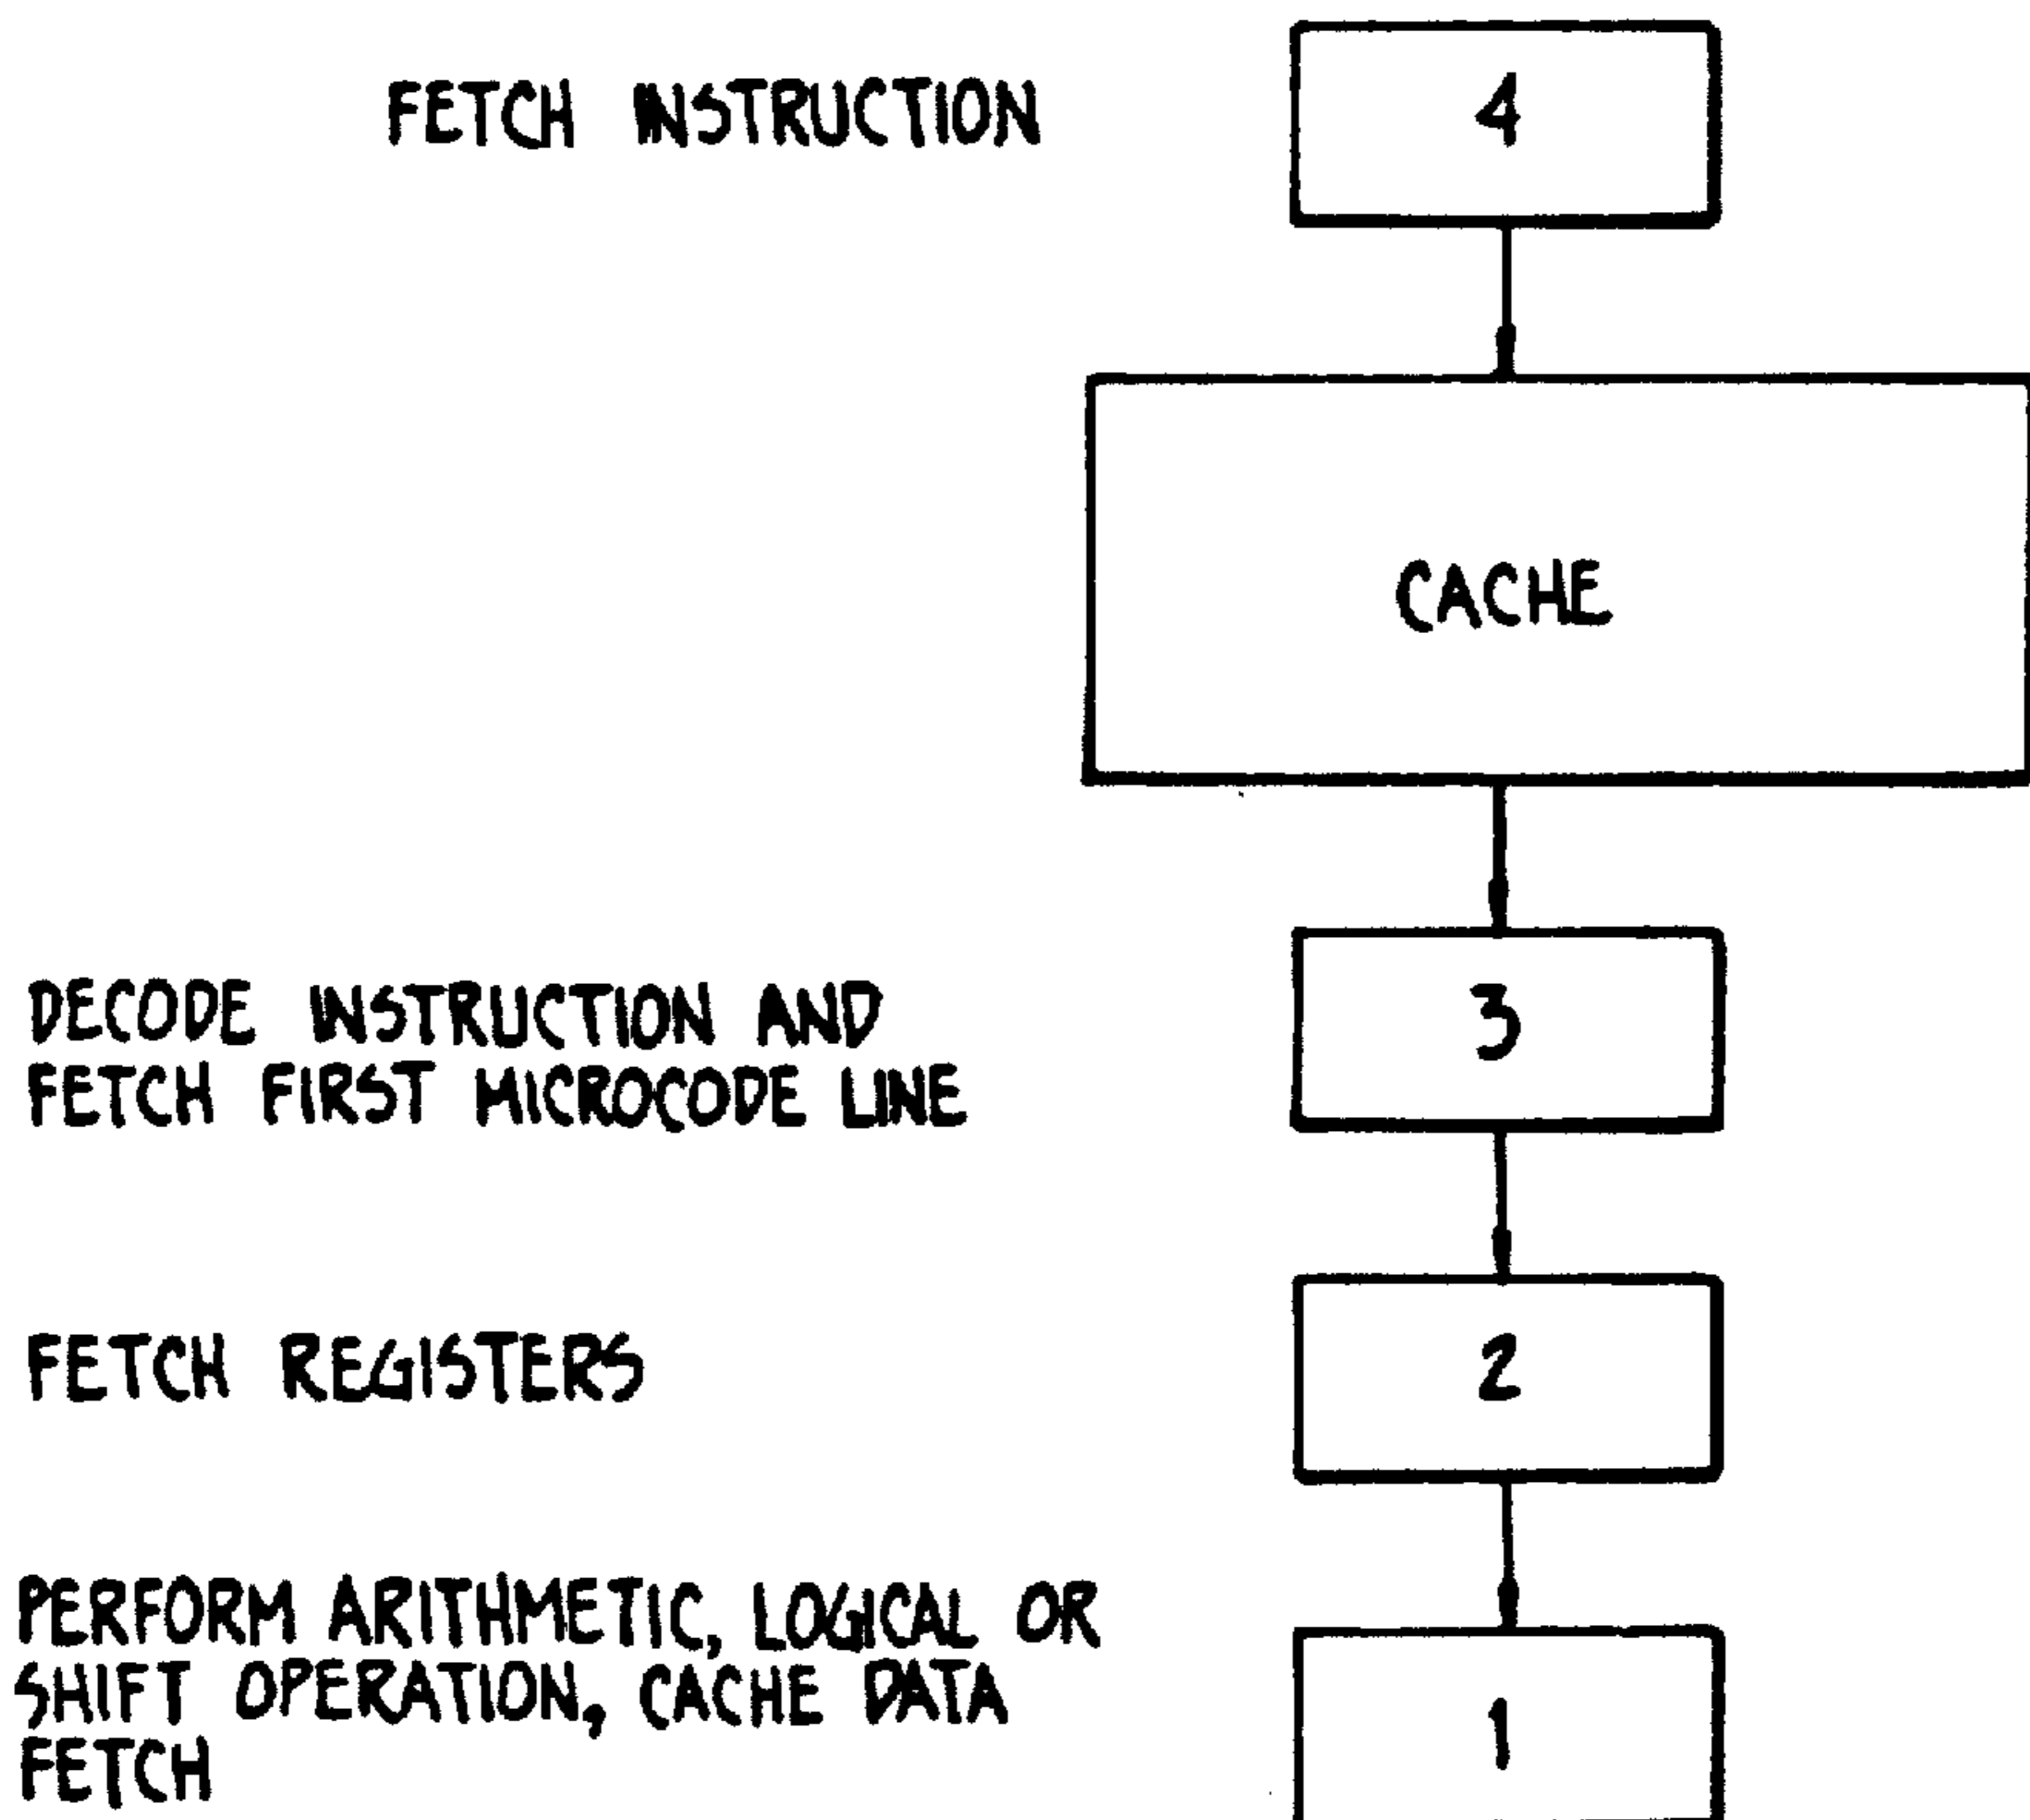 FETCH INSTRUCTION
4
CACHE
DECODE INSTRUCTION AND
FETCH FIRST MICROCODE LINE
3
FETCH REGISTERS
2
PERFORM ARITHMETIC, LOGICAL OR
SHIFT OPERATION, CACHE DATA
FETCH
1